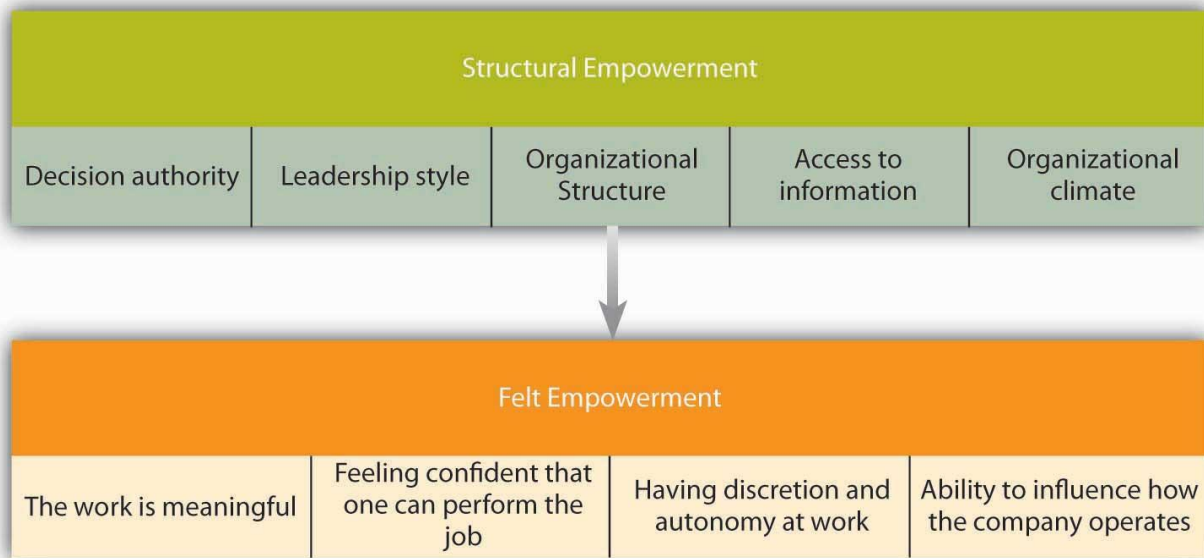 Structural Empowerment
Decision authority
Leadership style
Organizational
Structure
Access to
information
Organizational
climate
Felt Empowerment
The work is meaningful
Feeling confident that
one can perform the
job
Having discretion and
autonomy at work
Ability to influence how
the company operates